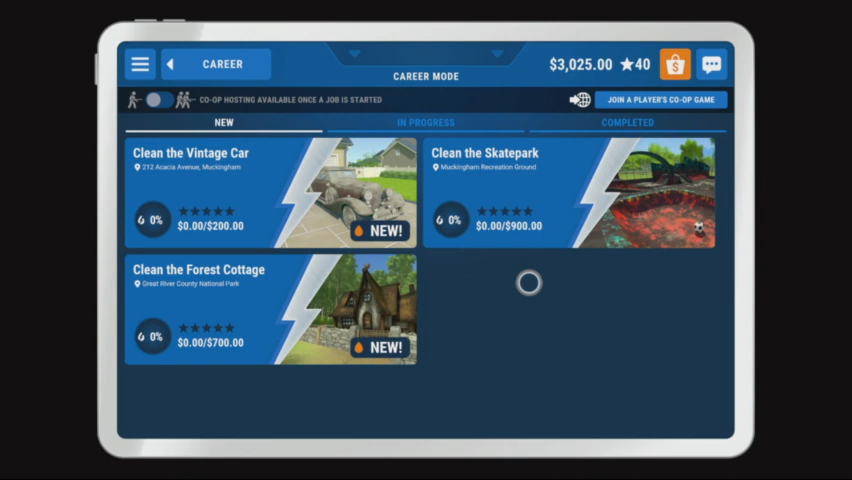 CAREER
CAREER MODE
$3,025.00 ★40
CO-OP HOSTING AVAILABLE ONCE A JOB IS STARTED
JOIN A PLAYER'S CO-OP GAME
NEW
IN PROGRESS
COMPLETED
Clean the Vintage Car
212 Acacia Avenue, Muckingham
0%
$0.00/$200.00
NEW!
Clean the Skatepark
Muckingham Recreation Ground
0%
$0.00/$900.00
Clean the Forest Cottage
Great River County National Park
0%
$0.00/$700.00
NEW!